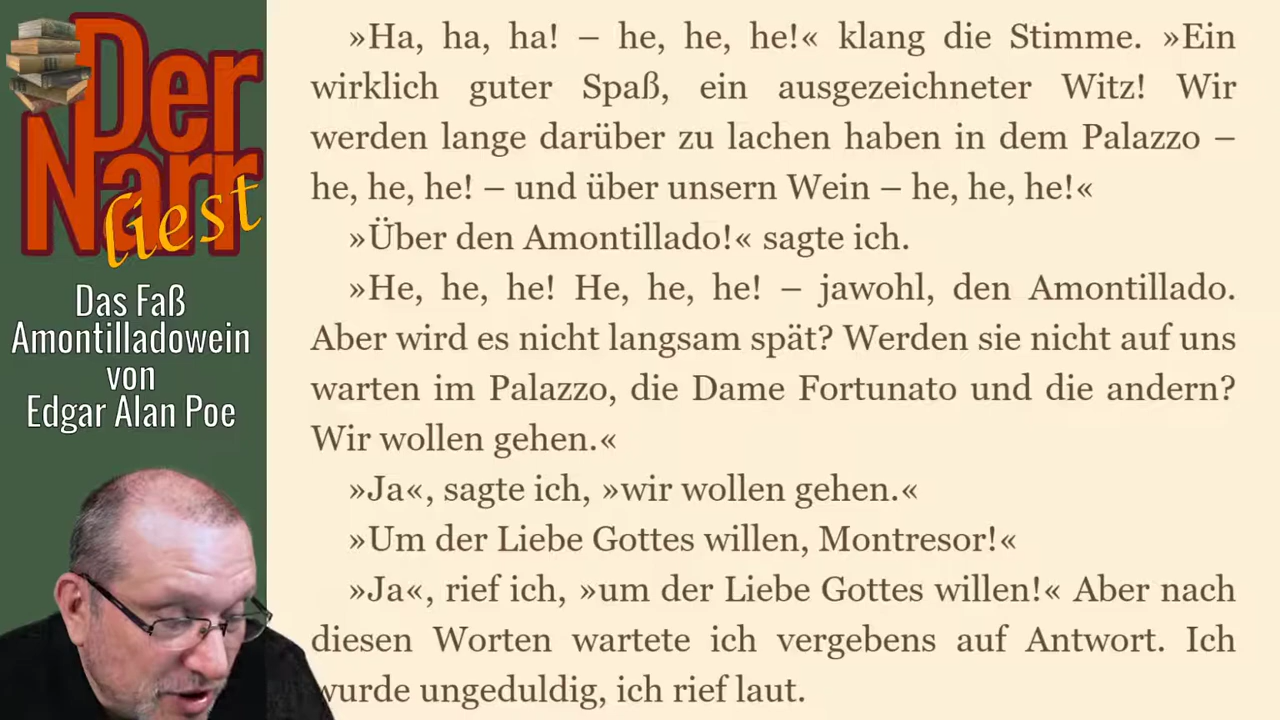 Der
Narr
liest
Das Faß
Amontilladowein
von
Edgar Alan Poe
»Ha, ha, ha! – he, he, he!« klang die Stimme. »Ein
wirklich guter Spaß, ein ausgezeichneter Witz! Wir
werden lange darüber zu lachen haben in dem Palazzo –
he, he, he! – und über unsern Wein – he, he, he!«
»Über den Amontillado!« sagte ich.
»He, he, he! He, he, he! – jawohl, den Amontillado.
Aber wird es nicht langsam spät? Werden sie nicht auf uns
warten im Palazzo, die Dame Fortunato und die andern?
Wir wollen gehen.«
»Ja«, sagte ich, »wir wollen gehen.«
»Um der Liebe Gottes willen, Montresor!«
»Ja«, rief ich, »um der Liebe Gottes willen!« Aber nach
diesen Worten wartete ich vergebens auf Antwort. Ich
wurde ungeduldig, ich rief laut.